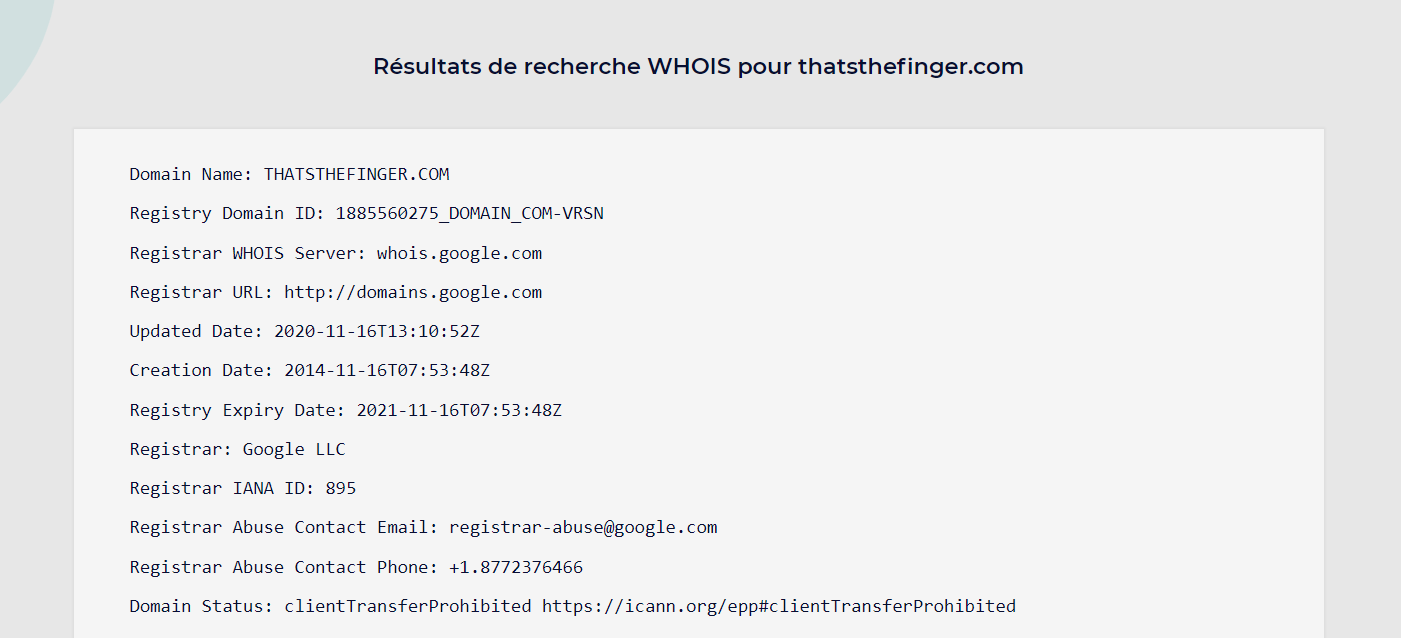 Résultats de recherche WHOIS pour thatsthefinger.com
Domain Name: THATSTHEFINGER.COM
Registry Domain ID: 1885560275_DOMAIN_COM-VRSN
Registrar WHOIS Server: whois.google.com
Registrar URL: http://domains.google.com
Updated Date: 2020-11-16T13:10:52Z
Creation Date: 2014-11-16T07:53:48Z
Registry Expiry Date: 2021-11-16T07:53:48Z
Registrar: Google LLC
Registrar IANA ID: 895
Registrar Abuse Contact Email: registrar-abuse@google.com
Registrar Abuse Contact Phone: +1.8772376466
Domain Status: clientTransferProhibited https://icann.org/epp#clientTransferProhibited